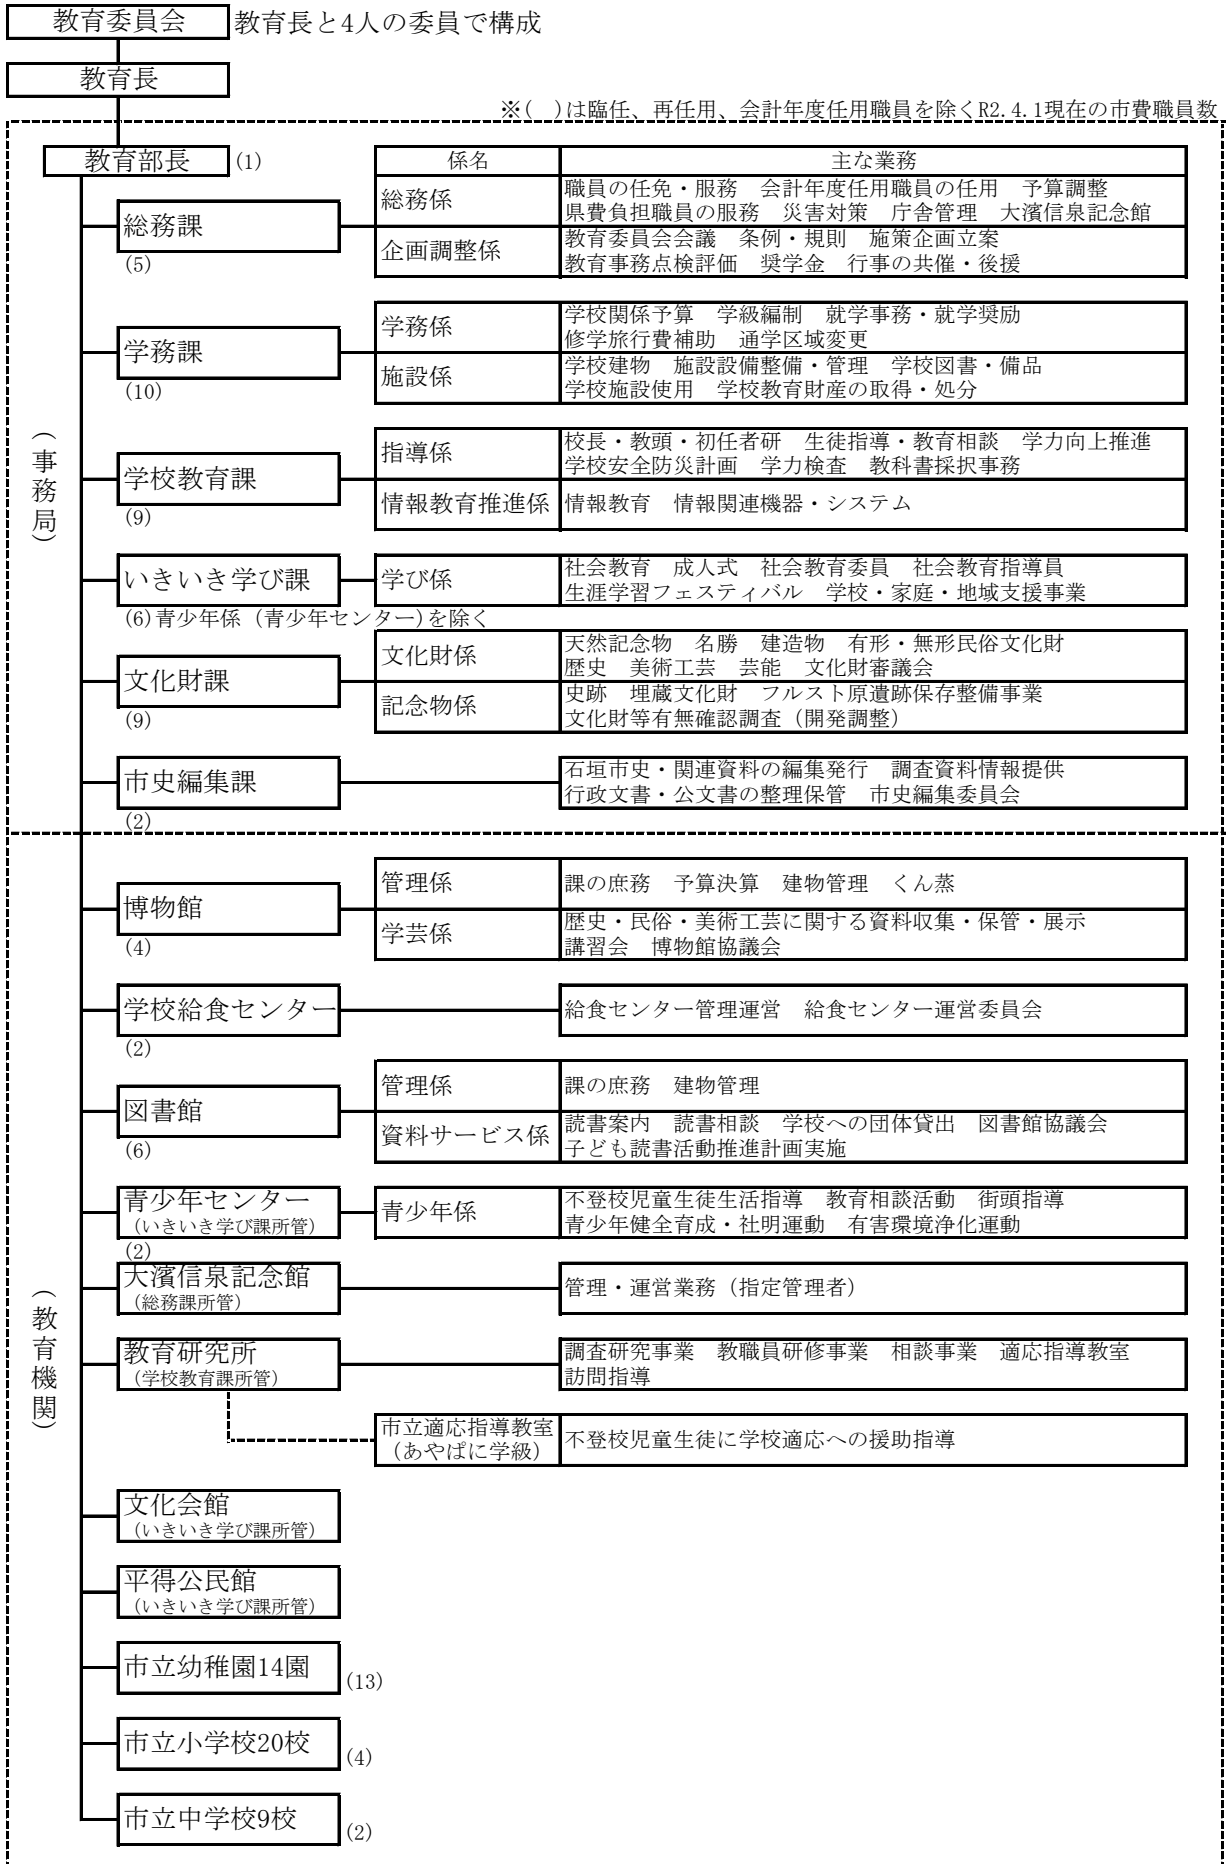 教育委員会 教育長と4人の委員で構成
教育長
※( )は臨任、再任用、会計年度任用職員を除くR2.4.1現在の市費職員数
教育部長 (1)
係名 主な業務
(事務局)
総務課
(5)
総務係
職員の任免・服務 会計年度任用職員の任用 予算調整
県費負担職員の服務 災害対策 庁舎管理 大濱信泉記念館
企画調整係
教育委員会会議 条例・規則 施策企画立案
教育事務点検評価 奨学金 行事の共催・後援
学務課
(10)
学務係
学校関係予算 学級編制 就学事務・就学奨励
修学旅行費補助 通学区域変更
施設係
学校建物 施設設備整備・管理 学校図書・備品
学校施設使用 学校教育財産の取得・処分
学校教育課
(9)
指導係
校長・教頭・初任者研 生徒指導・教育相談 学力向上推進
学校安全防災計画 学力検査 教科書採択事務
情報教育推進係
情報教育 情報関連機器・システム
いきいき学び課
(6)青少年係（青少年センター)を除く
学び係
社会教育 成人式 社会教育委員 社会教育指導員
生涯学習フェスティバル 学校・家庭・地域支援事業
文化財課
(9)
文化財係
天然記念物 名勝 建造物 有形・無形民俗文化財
歴史 美術工芸 芸能 文化財審議会
記念物係
史跡 埋蔵文化財 フルスト原遺跡保存整備事業
文化財等有無確認調査（開発調整）
市史編集課
(2)
石垣市史・関連資料の編集発行 調査資料情報提供
行政文書・公文書の整理保管 市史編集委員会
(教育機関)
博物館
(4)
管理係
課の庶務 予算決算 建物管理 くん蒸
学芸係
歴史・民俗・美術工芸に関する資料収集・保管・展示
講習会 博物館協議会
学校給食センター
(2)
給食センター管理運営 給食センター運営委員会
図書館
(6)
管理係
課の庶務 建物管理
資料サービス係
読書案内 読書相談 学校への団体貸出 図書館協議会
子ども読書活動推進計画実施
青少年センター
（いきいき学び課所管）
(2)
青少年係
不登校児童生徒生活指導 教育相談活動 街頭指導
青少年健全育成・社明運動 有害環境浄化運動
大濱信泉記念館
（総務課所管）
管理・運営業務（指定管理者）
教育研究所
（学校教育課所管）
調査研究事業 教職員研修事業 相談事業 適応指導教室
訪問指導
市立適応指導教室
（あやぱに学級）
不登校児童生徒に学校適応への援助指導
文化会館
（いきいき学び課所管）
平得公民館
（いきいき学び課所管）
市立幼稚園14園 (13)
市立小学校20校 (4)
市立中学校9校 (2)